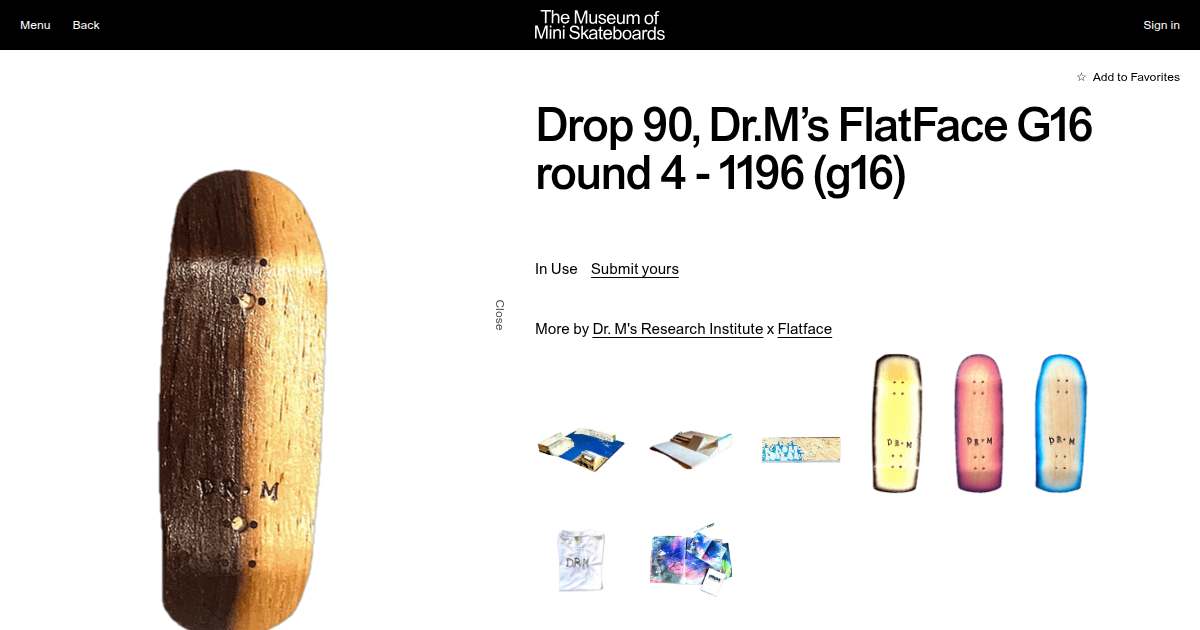 Menu
Back
The Museum of
Mini Skateboards
Sign in
☆ Add to Favorites
Drop 90, Dr.M’s FlatFace G16
round 4 - 1196 (g16)
In Use
Submit yours
Close
More by Dr. M's Research Institute x Flatface
DR•M
DR•M
DR•M
DR•M
DRM